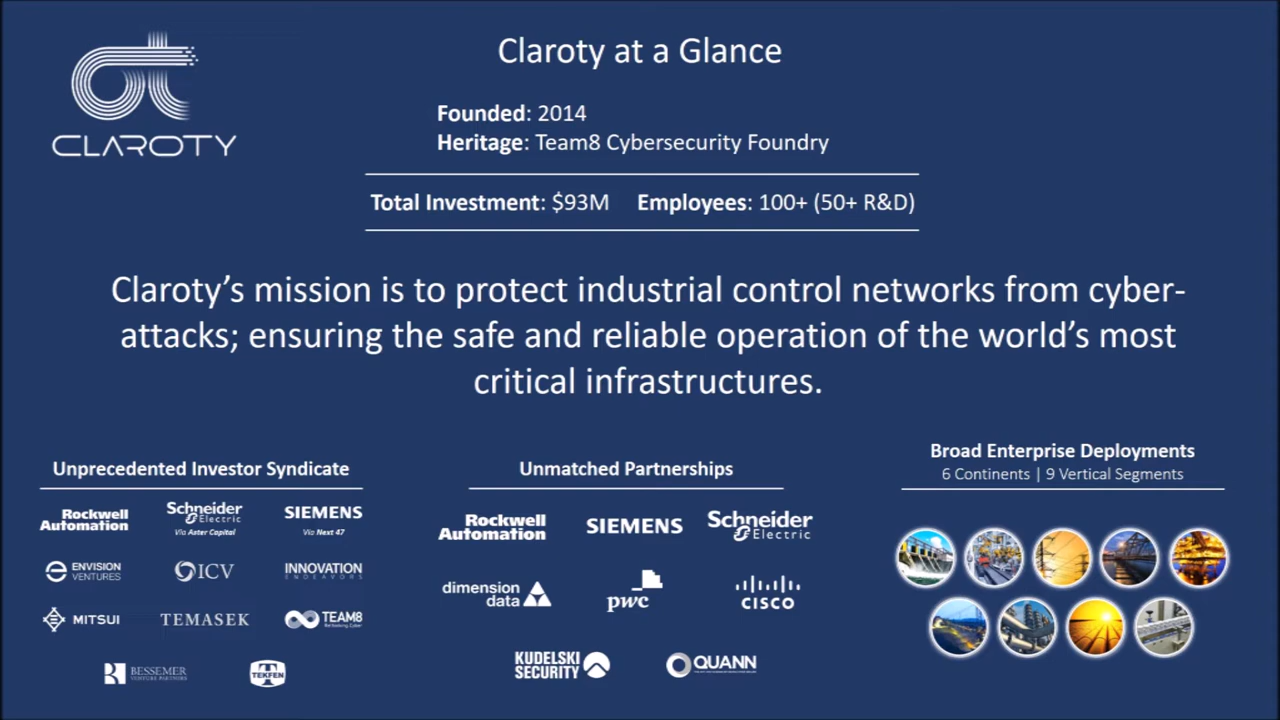 CLAROTY
Claroty at a Glance
Founded: 2014
Heritage: Team8 Cybersecurity Foundry
Total Investment: $93M Employees: 100+ (50+ R&D)
Claroty’s mission is to protect industrial control networks from cyber-
attacks; ensuring the safe and reliable operation of the world’s most
critical infrastructures.
Unprecedented Investor Syndicate
Rockwell
Automation
Schneider
Electric
Via Aster Capital
SIEMENS
Via Next 47
ENVISION
VENTURES
ICV
INNOVATION
ENDEAVORS
MITSUI
TEMASEK
TEAM8
Rethinking Cyber
BESSEMER
VENTURE PARTNERS
TEKFEN
Unmatched Partnerships
Rockwell
Automation
SIEMENS
Schneider
Electric
dimension
data
pwc
CISCO
KUDELSKI
SECURITY
QUANN
Broad Enterprise Deployments
6 Continents | 9 Vertical Segments